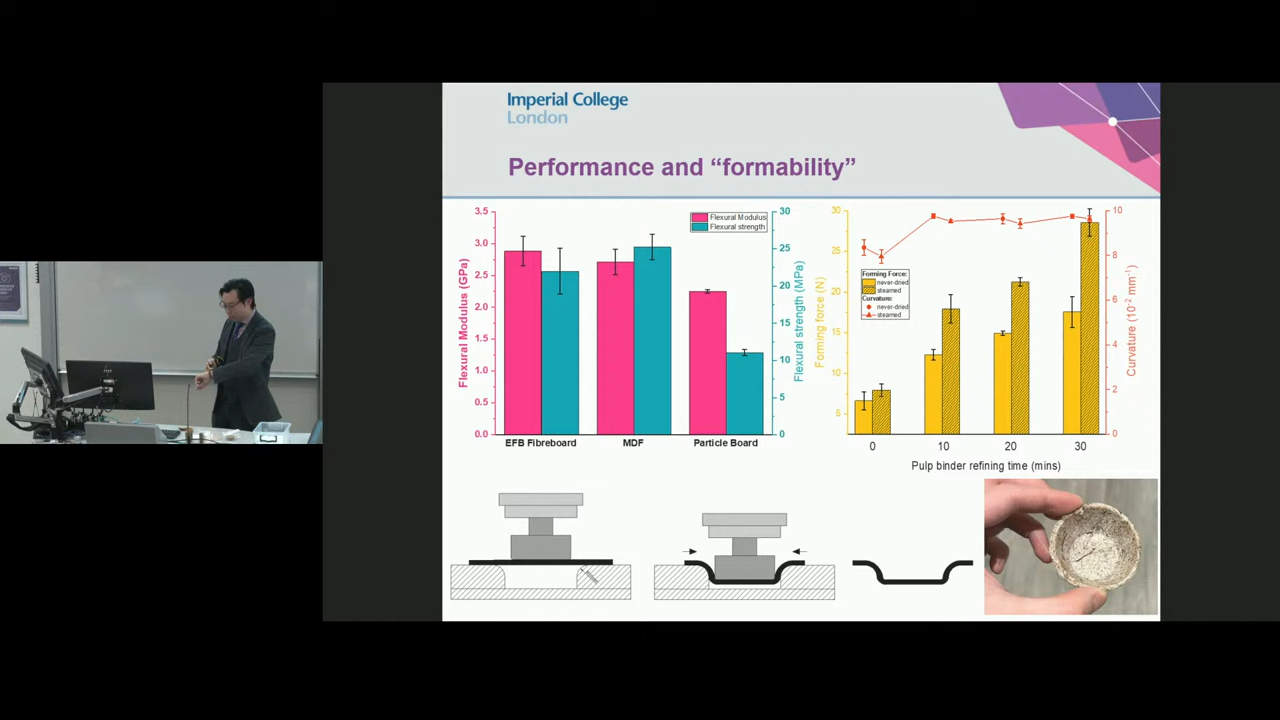 Imperial College
London
Performance and “formability”
3.5
3.0
2.5
2.0
1.5
1.0
0.5
0.0
Flexural Modulus (GPa)
Flexural Modulus
Flexural strength
30
25
20
15
10
5
0
Flexural strength (MPa)
EFB Fibreboard
MDF
Particle Board
30
25
20
15
10
5
Forming force (N)
Forming Force:
never-dried
steamed
Curvature:
never-dried
steamed
10
8
6
4
2
0
Curvature (10⁻² mm⁻¹)
0
10
20
30
Pulp binder refining time (mins)